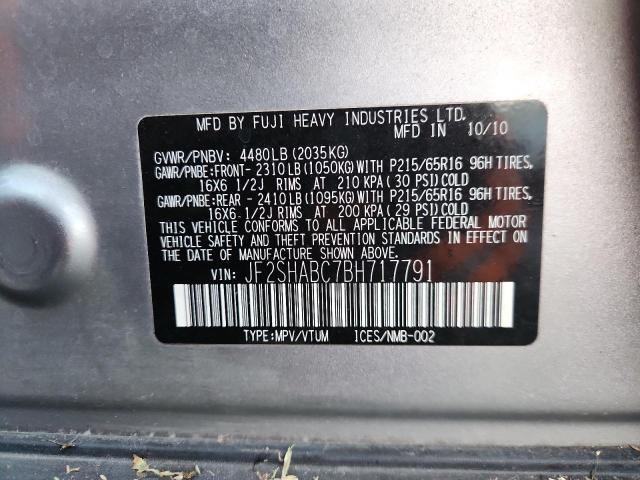 MFD BY FUJI HEAVY INDUSTRIES LTD.
MFD IN 10/10
GVWR/PNBV: 4480LB (2035KG)
GAWR/PNBE:FRONT- 2310LB (1050KG) WITH P215/65R16 96H TIRES,
16X6 1/2J RIMS AT 210 KPA (30 PSI) COLD
GAWR/PNBE:REAR - 2410LB (1095KG) WITH P215/65R16 96H TIRES,
16X6 1/2J RIMS AT 200 KPA (29 PSI) COLD
THIS VEHICLE CONFORMS TO ALL APPLICABLE FEDERAL MOTOR
VEHICLE SAFETY AND THEFT PREVENTION STANDARDS IN EFFECT ON
THE DATE OF MANUFACTURE SHOWN ABOVE.
VIN: JF2SHABC7BH717791
TYPE:MPV/VTUM ICES/NMB-002